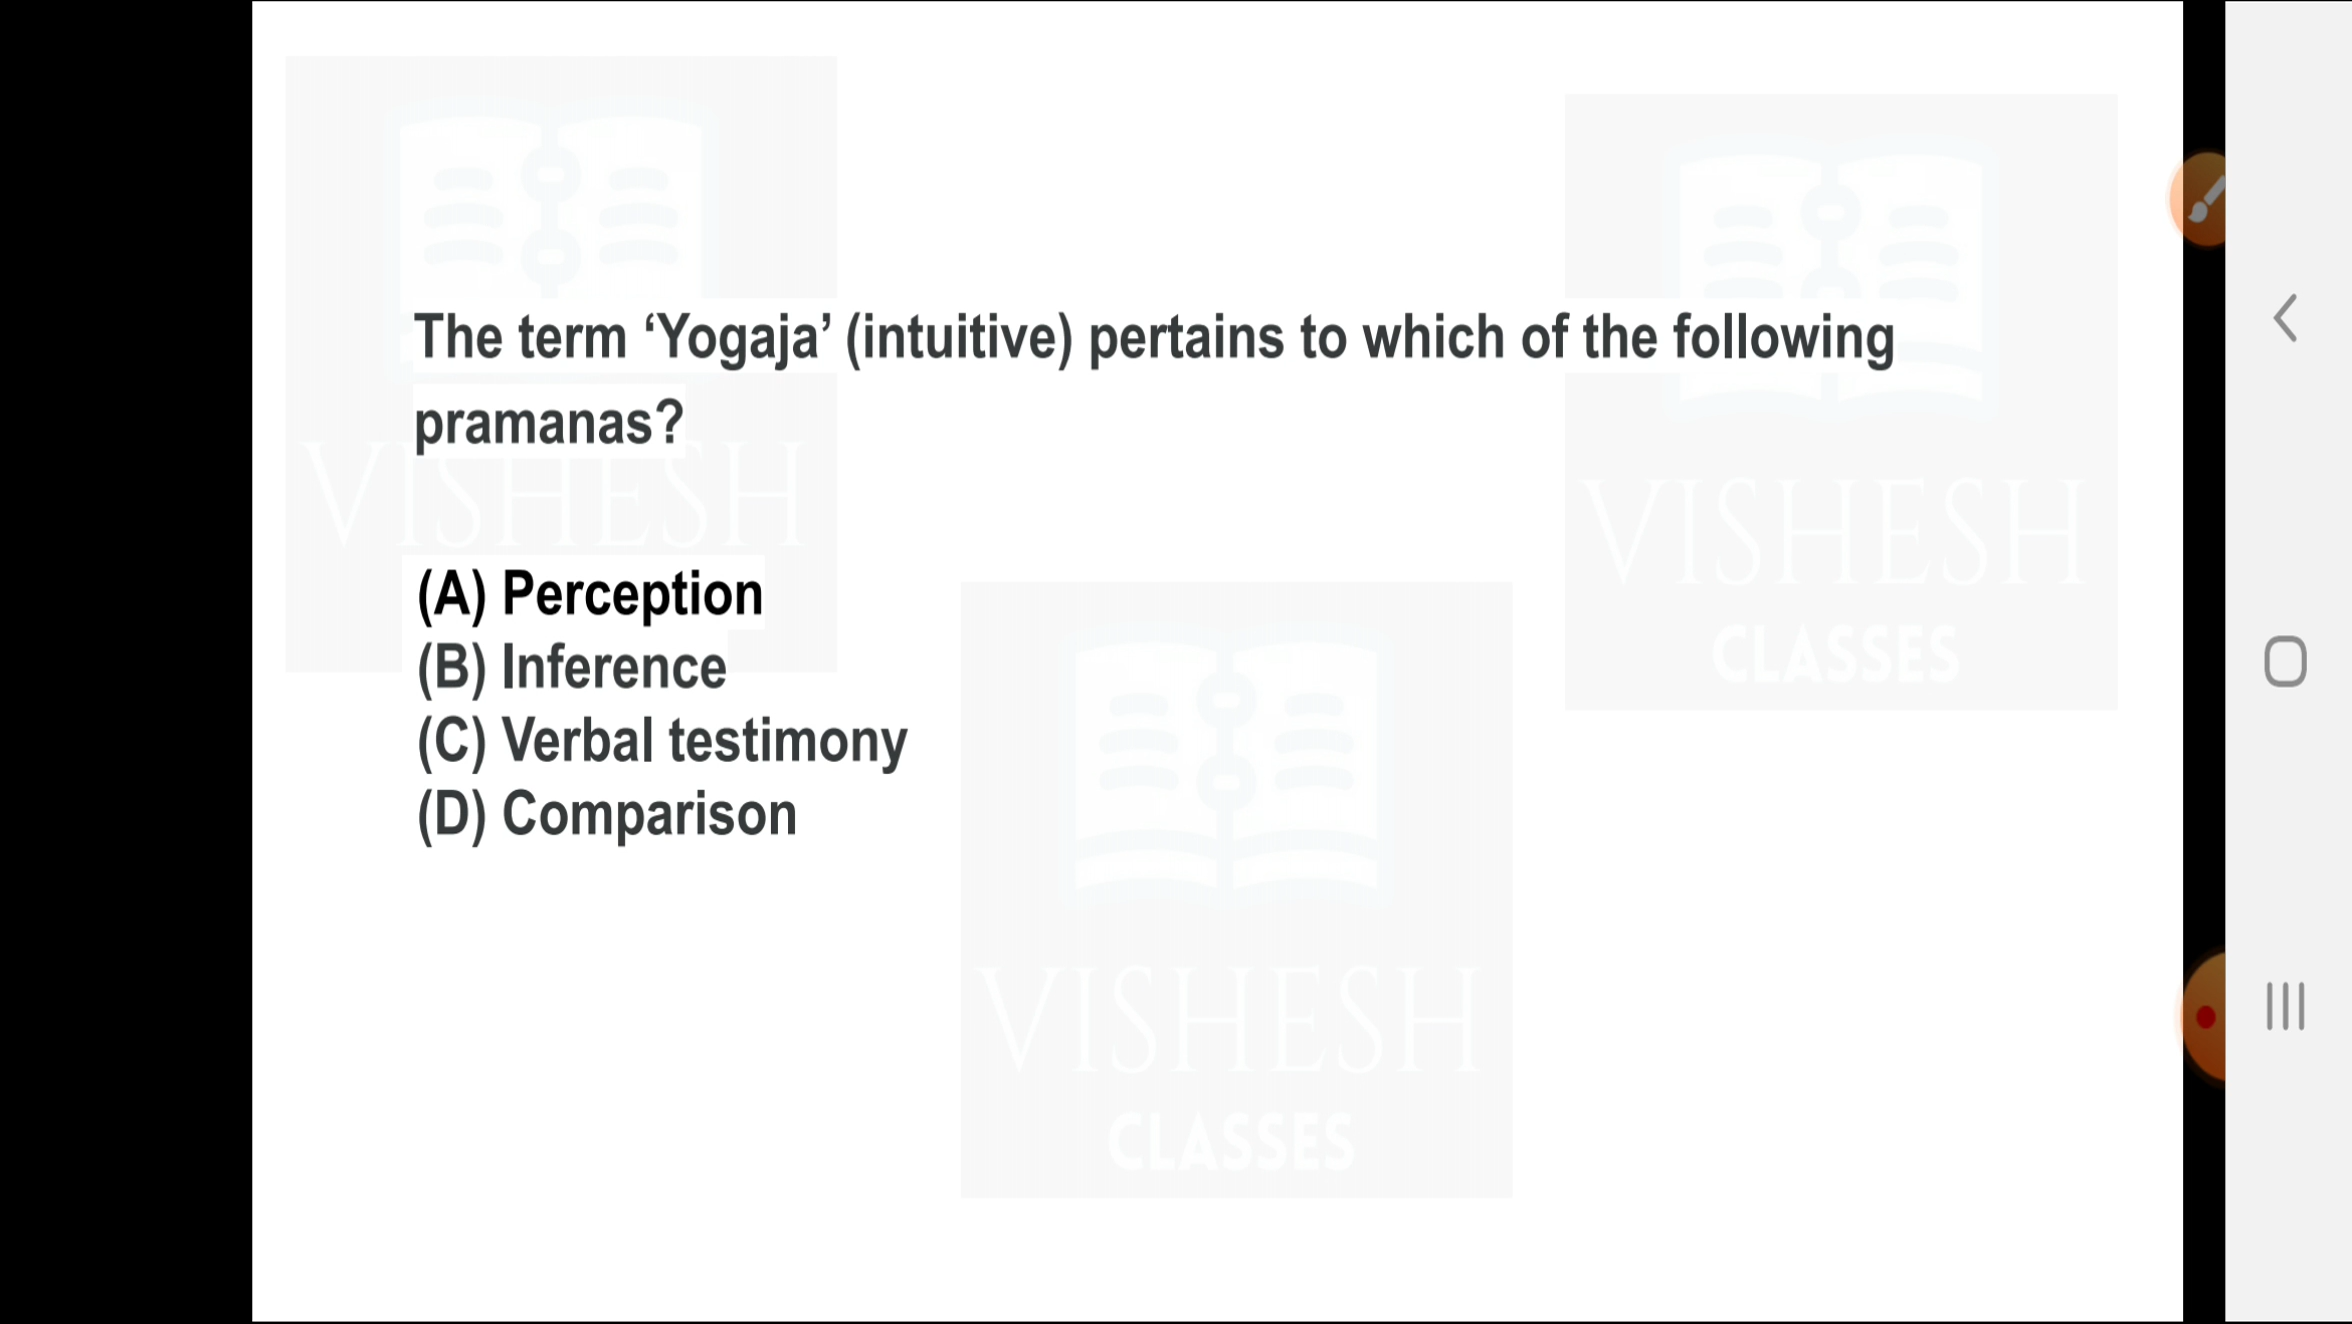 The term ‘Yogaja’ (intuitive) pertains to which of the following
pramanas?
VISHESH
VISHESH
CLASSES
(A) Perception
(B) Inference
(C) Verbal testimony
(D) Comparison
VISHESH
CLASSES